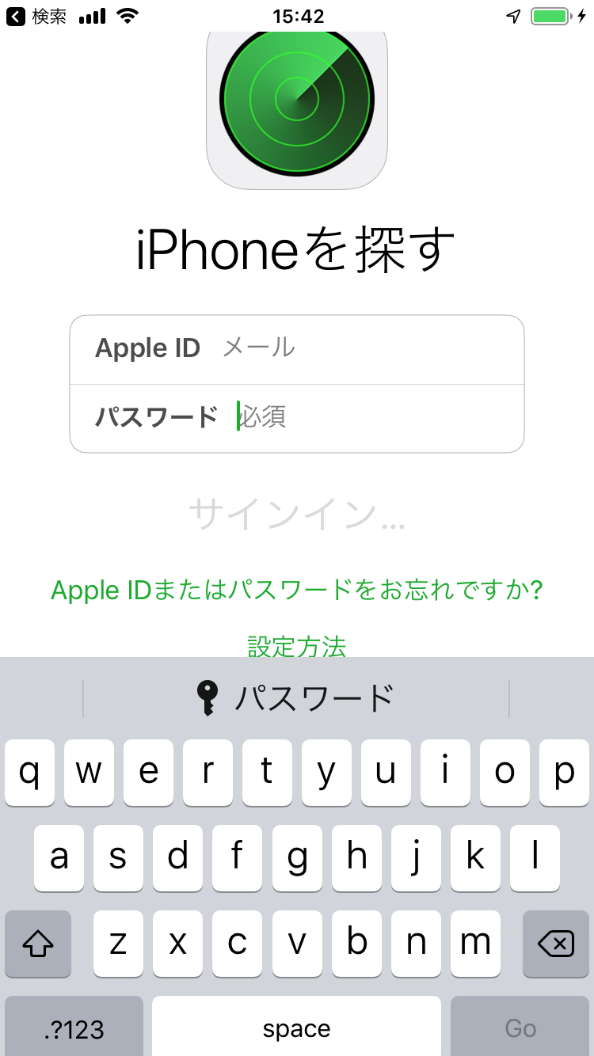 検索 15:42
iPhoneを探す
Apple ID メール
パスワード 必須
サインイン...
Apple IDまたはパスワードをお忘れですか?
設定方法
パスワード
q w e r t y u i o p
a s d f g h j k l
z x c v b n m
.?123 space Go